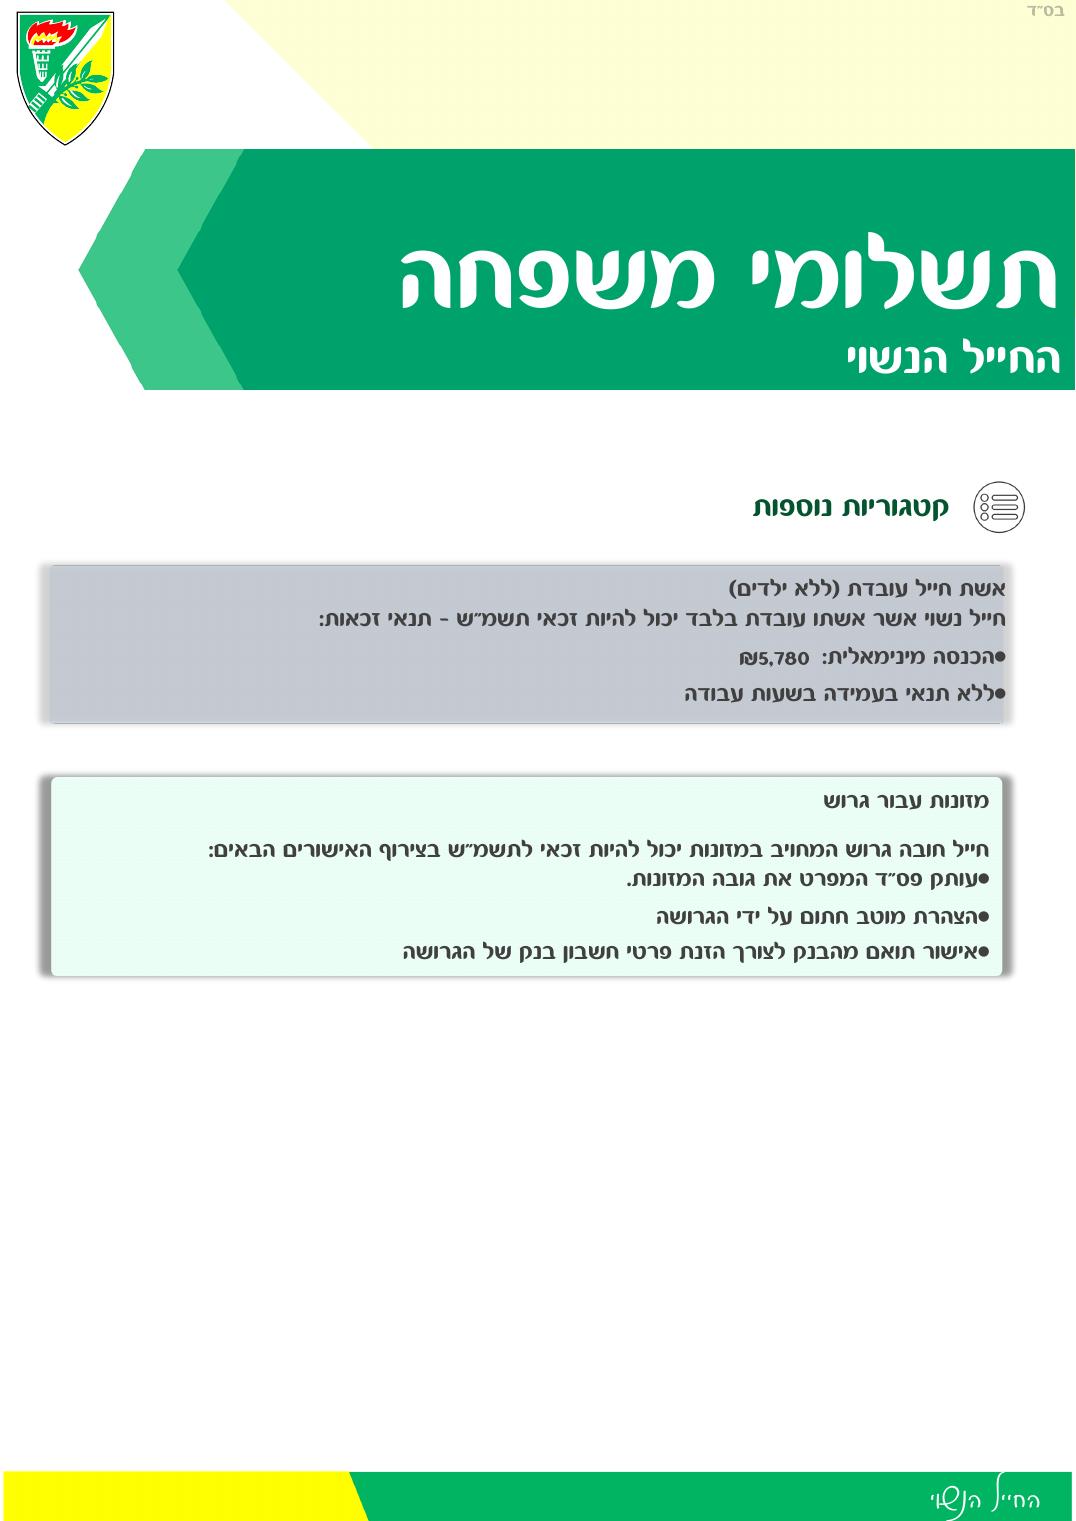 בס״ד
תשלומי משפחה
החייל הנשוי
קטגוריות נוספות
אשת חייל עובדת (ללא ילדים)
חייל נשוי אשר אשתו עובדת בלבד יכול להיות זכאי תשמ״ש - תנאי זכאות:
•הכנסה מינימאלית: 5,780₪
•ללא תנאי בעמידה בשעות עבודה
מזונות עבור גרוש
חייל חובה גרוש המחויב במזונות יכול להיות זכאי לתשמ״ש בצירוף האישורים הבאים:
•עותק פס״ד המפרט את גובה המזונות.
•הצהרת מוטב חתום על ידי הגרושה
•אישור תואם מהבנק לצורך הזנת פרטי חשבון בנק של הגרושה
החייל הנשוי